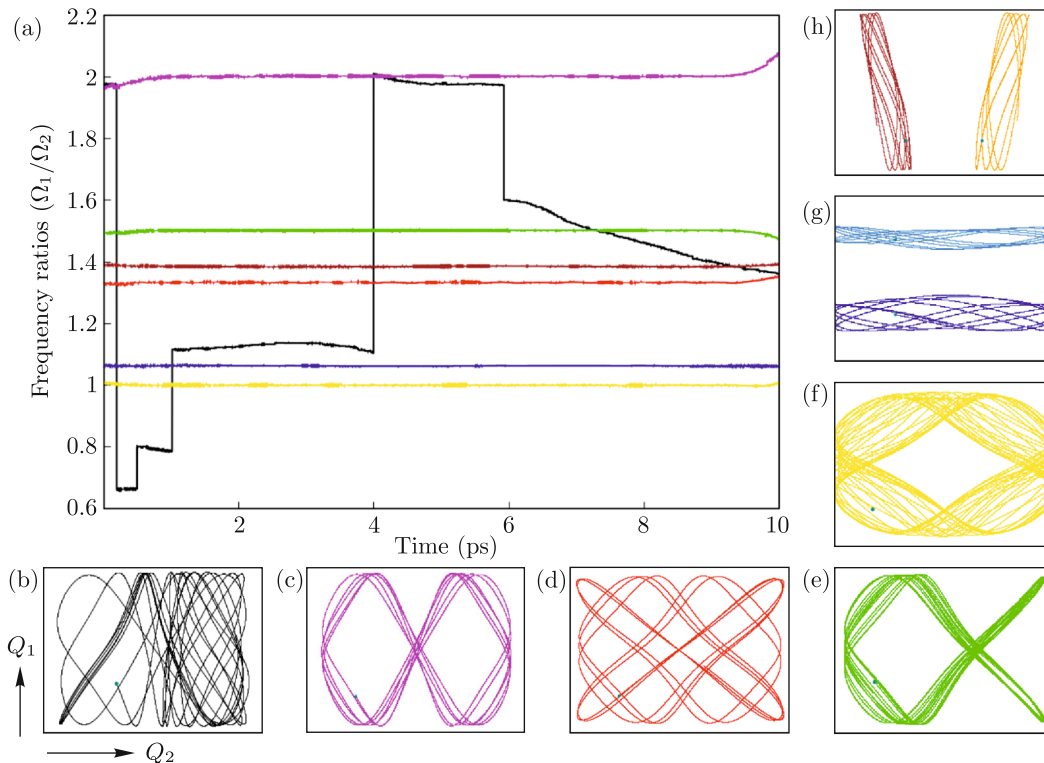 (a)
Frequency ratios (Ω₁/Ω₂)
2.2
2
1.8
1.6
1.4
1.2
1
0.8
0.6
2
4
6
8
10
Time (ps)
(h)
(g)
(f)
(b)
(c)
(d)
(e)
Q₁
Q₂